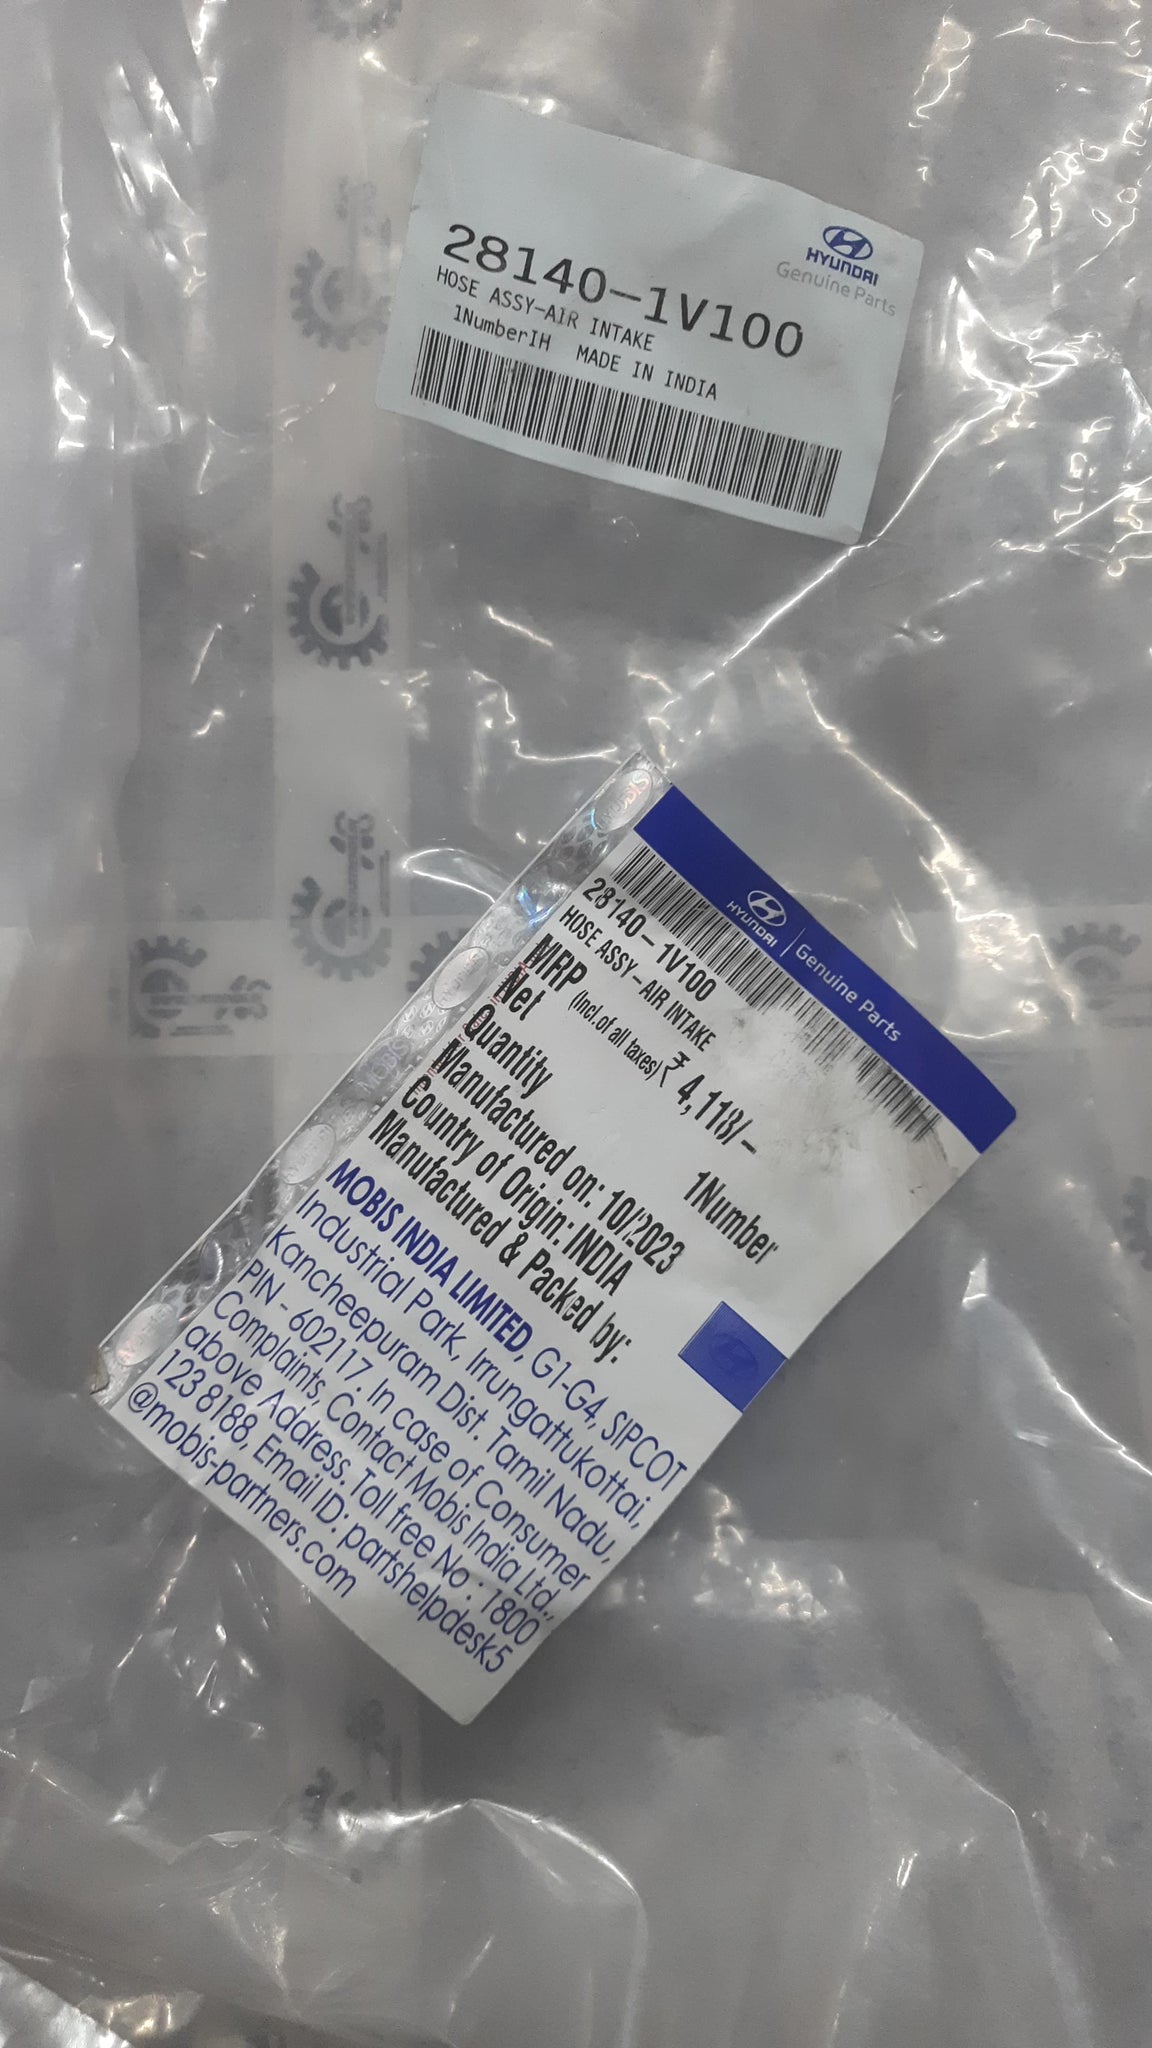 HYUNDAI
Genuine Parts
28140-1V100
HOSE ASSY-AIR INTAKE
1NumberIH MADE IN INDIA
HYUNDAI | Genuine Parts
28140-1V100
HOSE ASSY-AIR INTAKE
MRP (Incl.of all taxes) ₹ 4,118/-
Net
Quantity 1Number
Manufactured on: 10/2023
Country of Origin: INDIA
Manufactured & Packed by:
MOBIS INDIA LIMITED, G1-G4, SIPCOT
Industrial Park, Irrungattukottai,
Kancheepuram Dist. Tamil Nadu,
PIN - 602117. In case of Consumer
Complaints, Contact Mobis India Ltd.,
above Address. Toll free No : 1800
123 8188, Email ID: partshelpdesk5
@mobis-partners.com
MOBIS